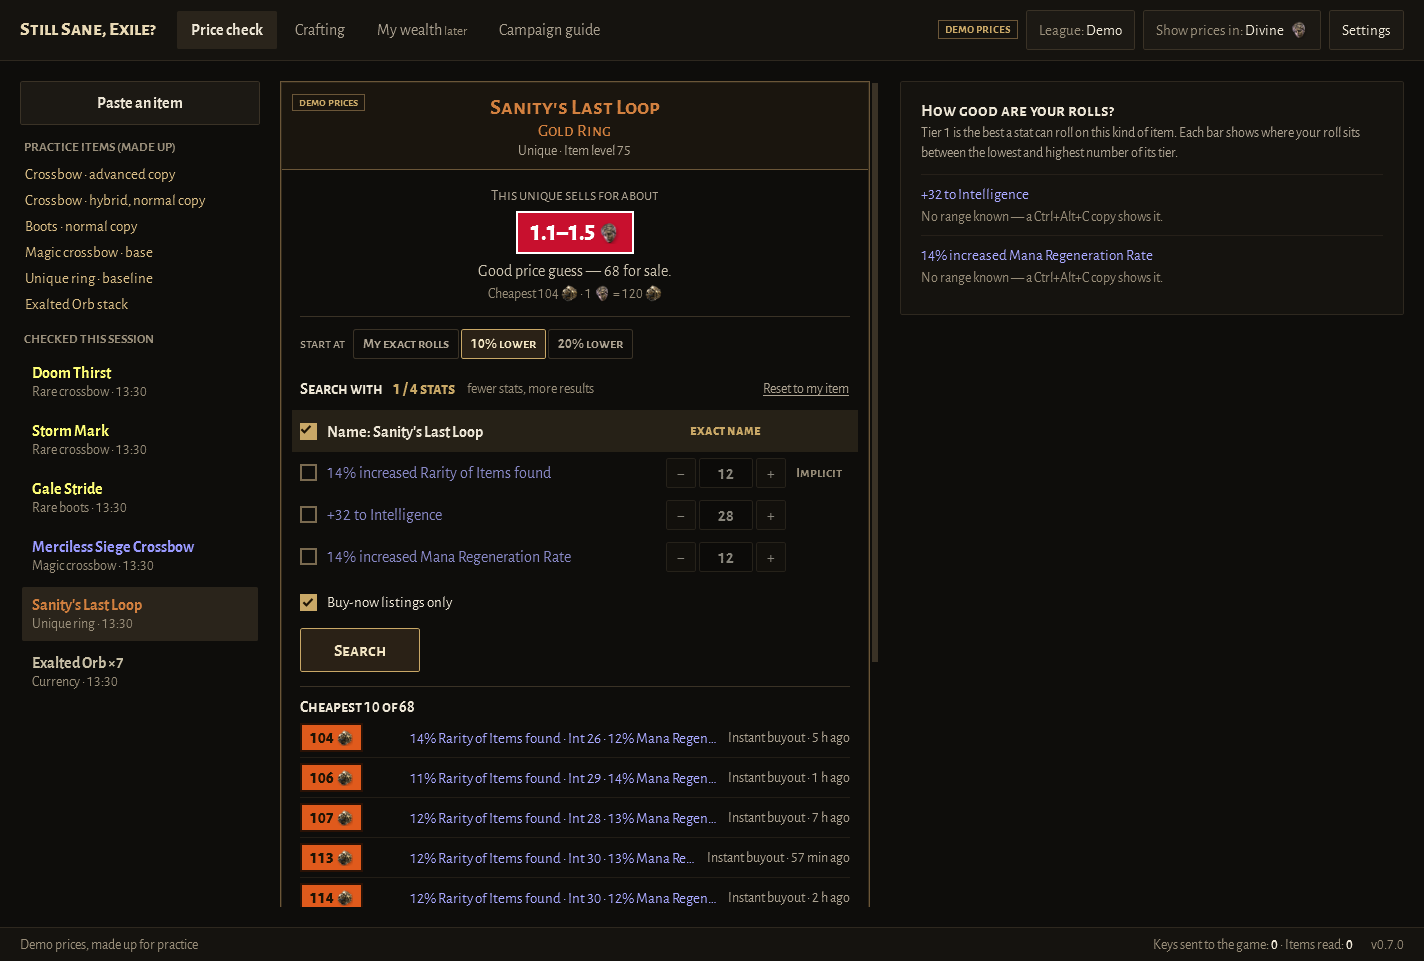 Still Sane, Exile?
Price check
Crafting
My wealth later
Campaign guide
DEMO PRICES
League: Demo
Show prices in: Divine
Settings
Paste an item
PRACTICE ITEMS (MADE UP)
Crossbow · advanced copy
Crossbow · hybrid, normal copy
Boots · normal copy
Magic crossbow · base
Unique ring · baseline
Exalted Orb stack
CHECKED THIS SESSION
Doom Thirst
Rare crossbow · 13:30
Storm Mark
Rare crossbow · 13:30
Gale Stride
Rare boots · 13:30
Merciless Siege Crossbow
Magic crossbow · 13:30
Sanity's Last Loop
Unique ring · 13:30
Exalted Orb ×7
Currency · 13:30
DEMO PRICES
Sanity's Last Loop
Gold Ring
Unique · Item level 75
This unique sells for about
1.1–1.5
Good price guess — 68 for sale.
Cheapest 104 · 1 = 120
START AT
My exact rolls
10% lower
20% lower
Search with 1 / 4 stats fewer stats, more results
Reset to my item
Name: Sanity's Last Loop
EXACT NAME
14% increased Rarity of Items found
− 12 + Implicit
+32 to Intelligence
− 28 +
14% increased Mana Regeneration Rate
− 12 +
Buy-now listings only
Search
Cheapest 10 of 68
104 14% Rarity of Items found · Int 26 · 12% Mana Regen... Instant buyout · 5 h ago
106 11% Rarity of Items found · Int 29 · 14% Mana Regen... Instant buyout · 1 h ago
107 12% Rarity of Items found · Int 28 · 13% Mana Regen... Instant buyout · 7 h ago
113 12% Rarity of Items found · Int 30 · 13% Mana Re... Instant buyout · 57 min ago
114 12% Rarity of Items found · Int 30 · 12% Mana Regen... Instant buyout · 2 h ago
How good are your rolls?
Tier 1 is the best a stat can roll on this kind of item. Each bar shows where your roll sits
between the lowest and highest number of its tier.
+32 to Intelligence
No range known — a Ctrl+Alt+C copy shows it.
14% increased Mana Regeneration Rate
No range known — a Ctrl+Alt+C copy shows it.
Demo prices, made up for practice
Keys sent to the game: 0 · Items read: 0
v0.7.0